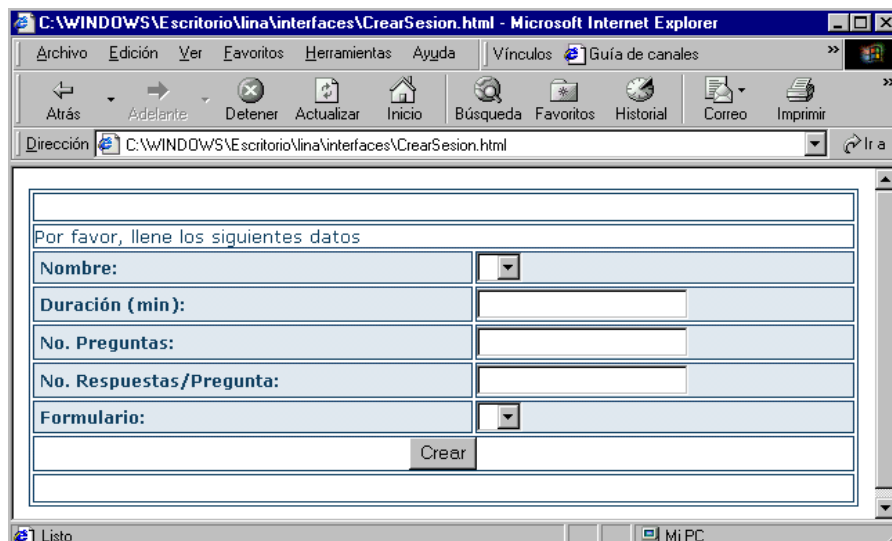 C:\WINDOWS\Escritorio\lina\interfaces\CrearSesion.html - Microsoft Internet Explorer
Archivo Edición Ver Favoritos Herramientas Ayuda Vínculos Guía de canales »
Atrás Adelante Detener Actualizar Inicio Búsqueda Favoritos Historial Correo Imprimir »
Dirección C:\WINDOWS\Escritorio\lina\interfaces\CrearSesion.html Ir a
Por favor, llene los siguientes datos
Nombre:
Duración (min):
No. Preguntas:
No. Respuestas/Pregunta:
Formulario:
Crear
Listo Mi PC